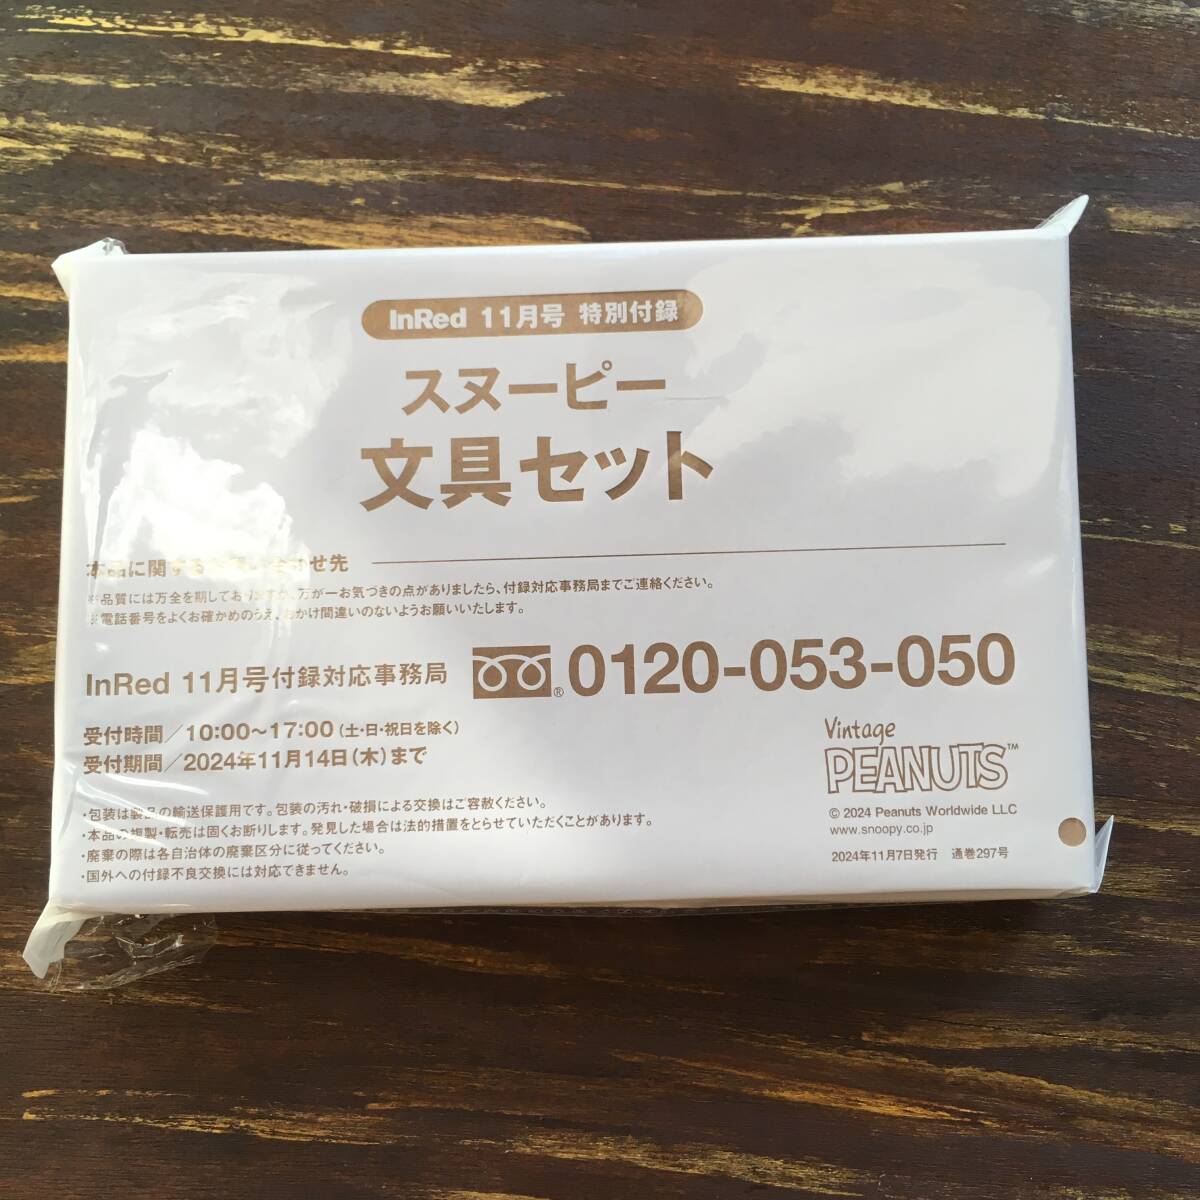 InRed 11月号 特別付録
スヌーピー
文具セット
本品に関するお問い合わせ先
※品質には万全を期しておりますが、万が一お気づきの点がありましたら、付録対応事務局までご連絡ください。
※電話番号をよくお確かめのうえ、おかけ間違いのないようお願いいたします。
InRed 11月号付録対応事務局 ® 0120-053-050
受付時間／10:00～17:00（土・日・祝日を除く）
受付期間／2024年11月14日（木）まで
・包装は製品の輸送保護用です。包装の汚れ・破損による交換はご容赦ください。
・本品の複製・転売は固くお断りします。発見した場合は法的措置をとらせていただくことがあります。
・廃棄の際は各自治体の廃棄区分に従ってください。
・国外への付録不良交換には対応できません。
Vintage
PEANUTS™
© 2024 Peanuts Worldwide LLC
www.snoopy.co.jp
2024年11月7日発行 通巻297号